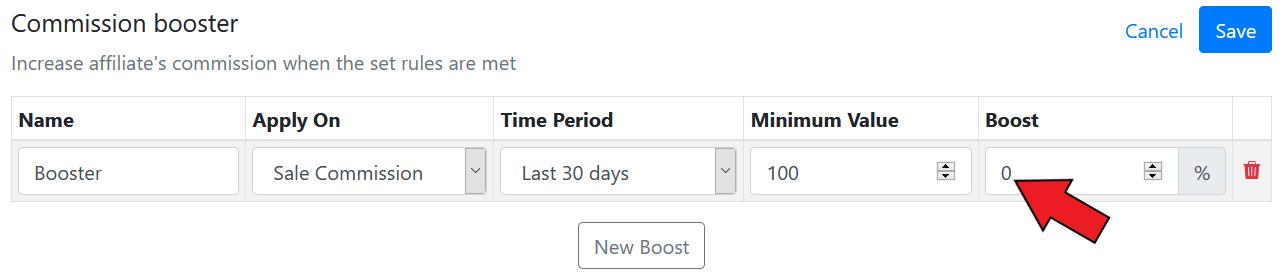 Commission booster
Cancel
Save
Increase affiliate's commission when the set rules are met
Name Apply On Time Period Minimum Value Boost
Booster Sale Commission Last 30 days 100 0 %
New Boost